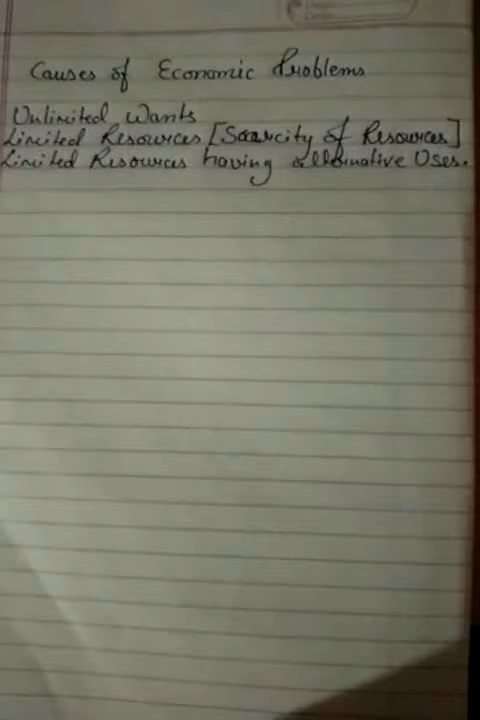 Causes of Economic Problems
Unlimited Wants
Limited Resources [Scarcity of Resources]
Limited Resources having alternative Uses.